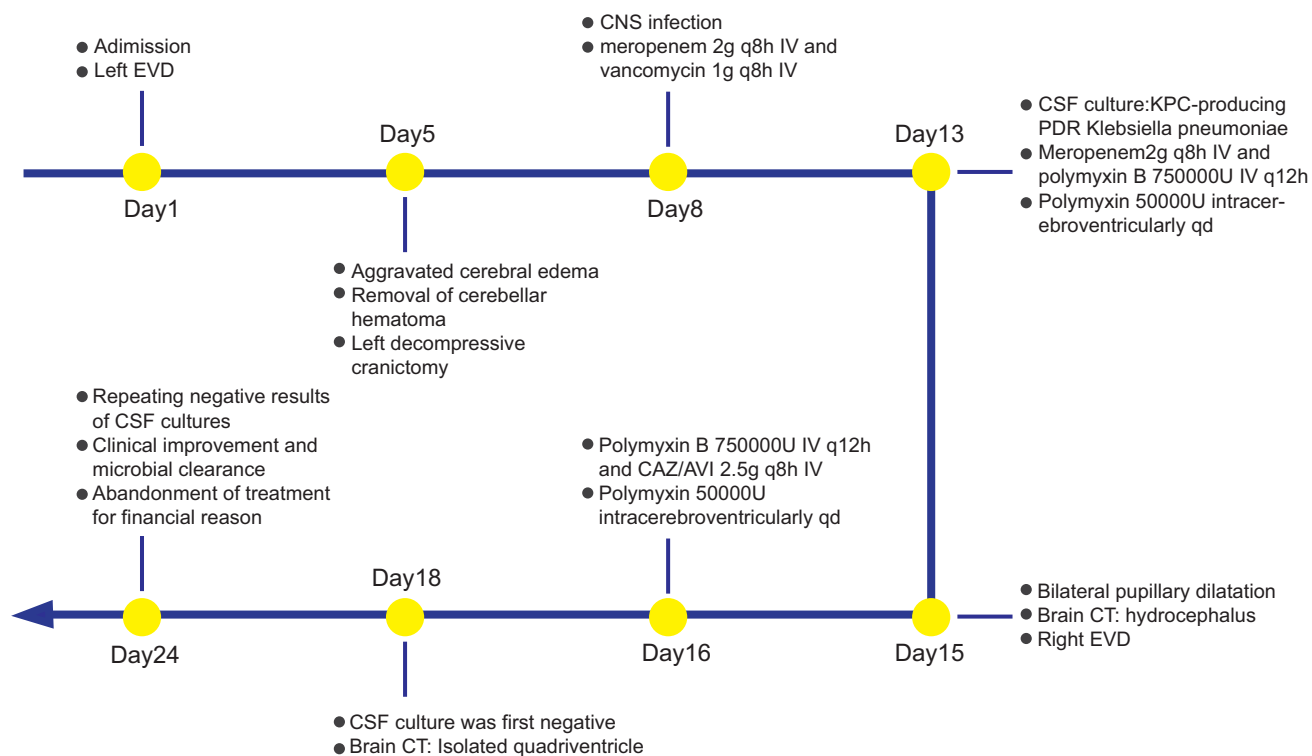 Adimission
Left EVD
Day1
Day5
Aggravated cerebral edema
Removal of cerebellar
hematoma
Left decompressive
cranictomy
CNS infection
meropenem 2g q8h IV and
vancomycin 1g q8h IV
Day8
Day13
CSF culture:KPC-producing
PDR Klebsiella pneumoniae
Meropenem2g q8h IV and
polymyxin B 750000U IV q12h
Polymyxin 50000U intracer-
ebroventricularly qd
Bilateral pupillary dilatation
Brain CT: hydrocephalus
Right EVD
Day15
Polymyxin B 750000U IV q12h
and CAZ/AVI 2.5g q8h IV
Polymyxin 50000U
intracerebroventricularly qd
Day16
Day18
CSF culture was first negative
Brain CT: Isolated quadriventricle
Repeating negative results
of CSF cultures
Clinical improvement and
microbial clearance
Abandonment of treatment
for financial reason
Day24